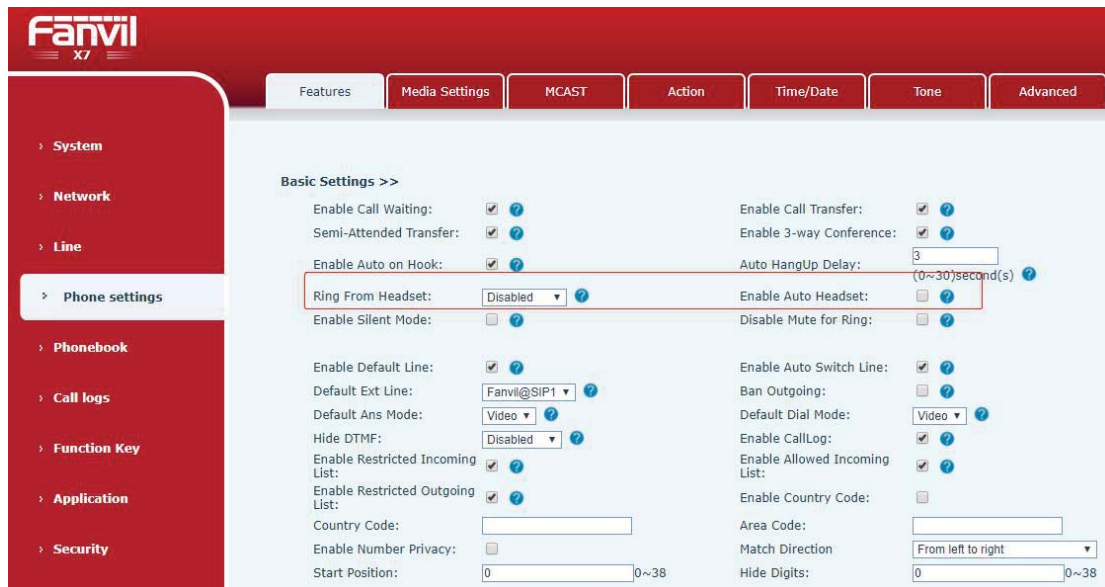 Fanvil
X7
Features Media Settings MCAST Action Time/Date Tone Advanced
› System
› Network
› Line
› Phone settings
› Phonebook
› Call logs
› Function Key
› Application
› Security
Basic Settings >>
Enable Call Waiting: Enable Call Transfer:
Semi-Attended Transfer: Enable 3-way Conference:
Enable Auto on Hook: Auto HangUp Delay: 3
(0~30)second(s)
Ring From Headset: Disabled Enable Auto Headset:
Enable Silent Mode: Disable Mute for Ring:
Enable Default Line: Enable Auto Switch Line:
Default Ext Line: Fanvil@SIP1 Ban Outgoing:
Default Ans Mode: Video Default Dial Mode: Video
Hide DTMF: Disabled Enable CallLog:
Enable Restricted Incoming List: Enable Allowed Incoming List:
Enable Restricted Outgoing List: Enable Country Code:
Country Code: Area Code:
Enable Number Privacy: Match Direction From left to right
Start Position: 0 0~38 Hide Digits: 0 0~38